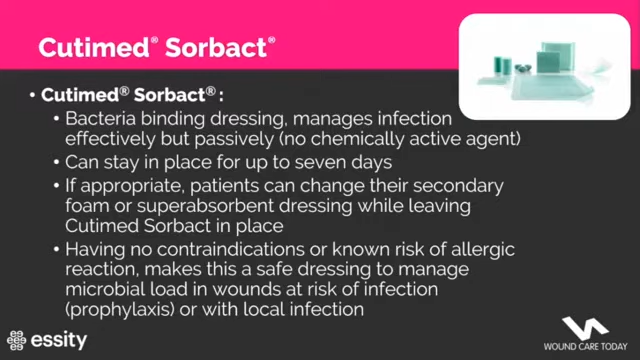 Cutimed® Sorbact®
• Cutimed® Sorbact® :
• Bacteria binding dressing, manages infection
effectively but passively (no chemically active agent)
• Can stay in place for up to seven days
• If appropriate, patients can change their secondary
foam or superabsorbent dressing while leaving
Cutimed Sorbact in place
• Having no contraindications or known risk of allergic
reaction, makes this a safe dressing to manage
microbial load in wounds at risk of infection
(prophylaxis) or with local infection
essity
WOUND CARE TODAY